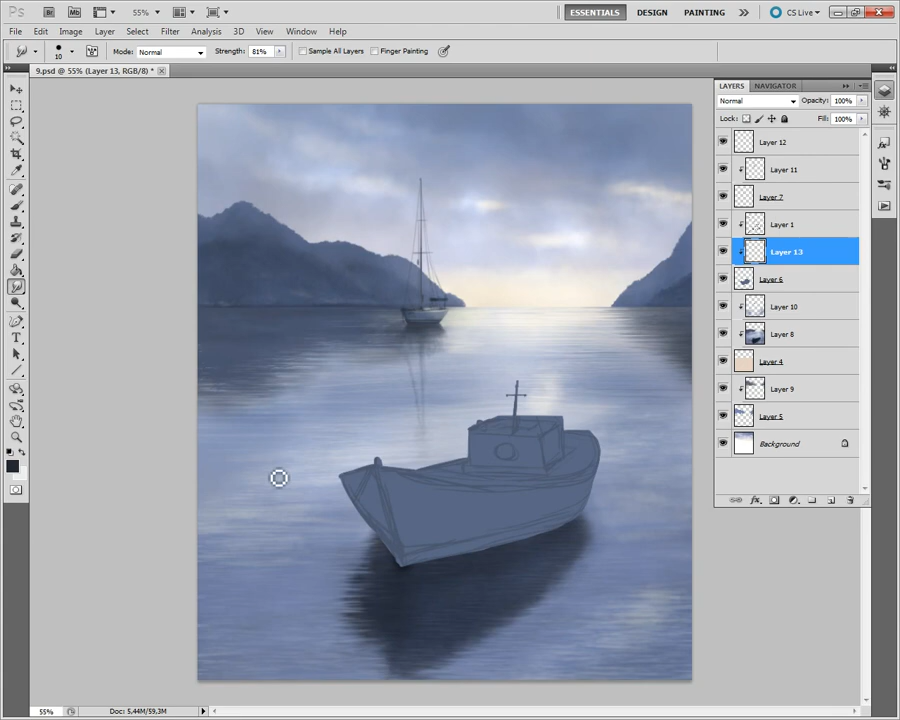 Ps Br Mb 55% ESSENTIALS DESIGN PAINTING CS Live
File Edit Image Layer Select Filter Analysis 3D View Window Help
10 Mode: Normal Strength: 81% Sample All Layers Finger Painting
9.psd @ 55% (Layer 13, RGB/8) *
LAYERS NAVIGATOR
Normal Opacity: 100%
Lock: Fill: 100%
Layer 12
Layer 11
Layer 7
Layer 1
Layer 13
Layer 6
Layer 10
Layer 8
Layer 4
Layer 9
Layer 5
Background
fx
55% Doc: 5,44M/59,3M